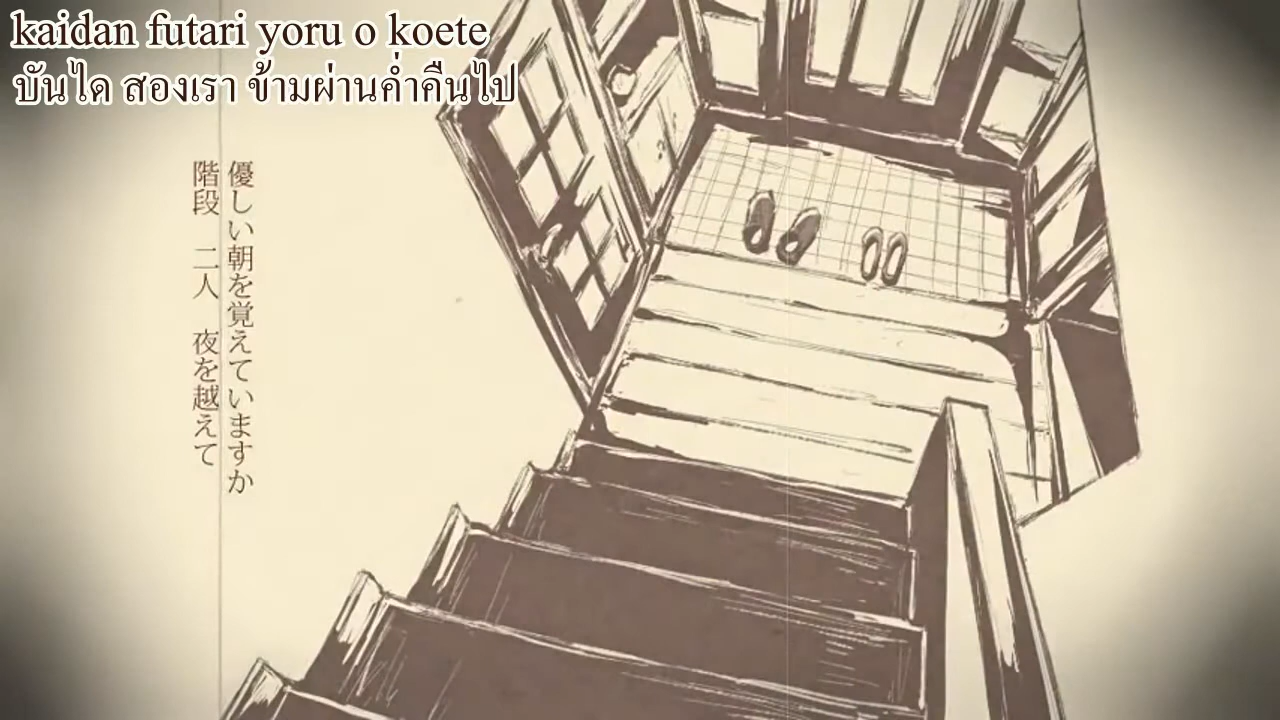 kaidan futari yoru o koete
บันได สองเรา ข้ามผ่านค่ำคืนไป
優しい朝を覚えていますか
階段 二人 夜を越えて